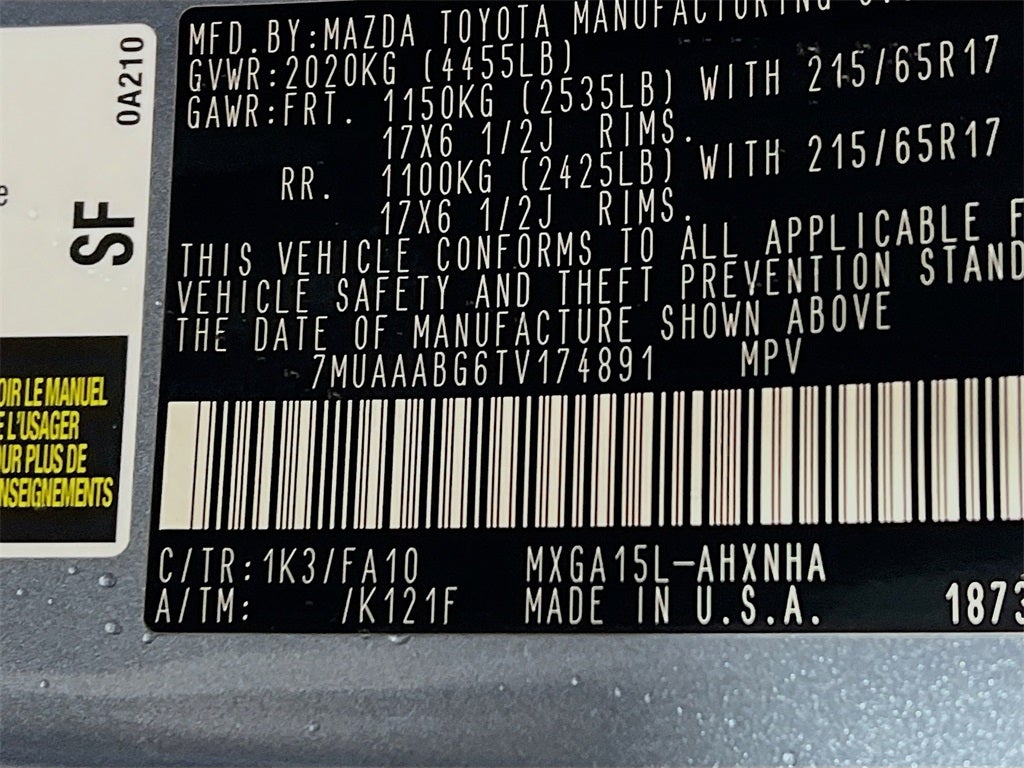 MFD.BY:MAZDA TOYOTA MANUFACTURING
GVWR:2020KG (4455LB)
GAWR:FRT. 1150KG (2535LB) WITH 215/65R17
17X6 1/2J RIMS.
RR. 1100KG (2425LB) WITH 215/65R17
17X6 1/2J RIMS.
THIS VEHICLE CONFORMS TO ALL APPLICABLE F
VEHICLE SAFETY AND THEFT PREVENTION STAND
THE DATE OF MANUFACTURE SHOWN ABOVE
7MUAAABG6TV174891 MPV
C/TR:1K3/FA10 MXGA15L-AHXNHA
A/TM: /K121F MADE IN U.S.A. 1873
0A210
SF
e
OIR LE MANUEL
E L'USAGER
OUR PLUS DE
NSEIGNEMENTS